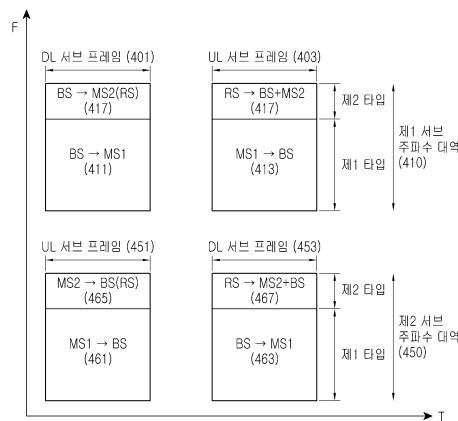 F
DL 서브 프레임 (401)
UL 서브 프레임 (403)
BS → MS2(RS)
(417)
RS → BS+MS2
(417)
제2 타입
BS → MS1
(411)
MS1 → BS
(413)
제1 타입
제1 서브
주파수 대역
(410)
UL 서브 프레임 (451)
DL 서브 프레임 (453)
MS2 → BS(RS)
(465)
RS → MS2+BS
(467)
제2 타입
MS1 → BS
(461)
BS → MS1
(463)
제1 타입
제2 서브
주파수 대역
(450)
T